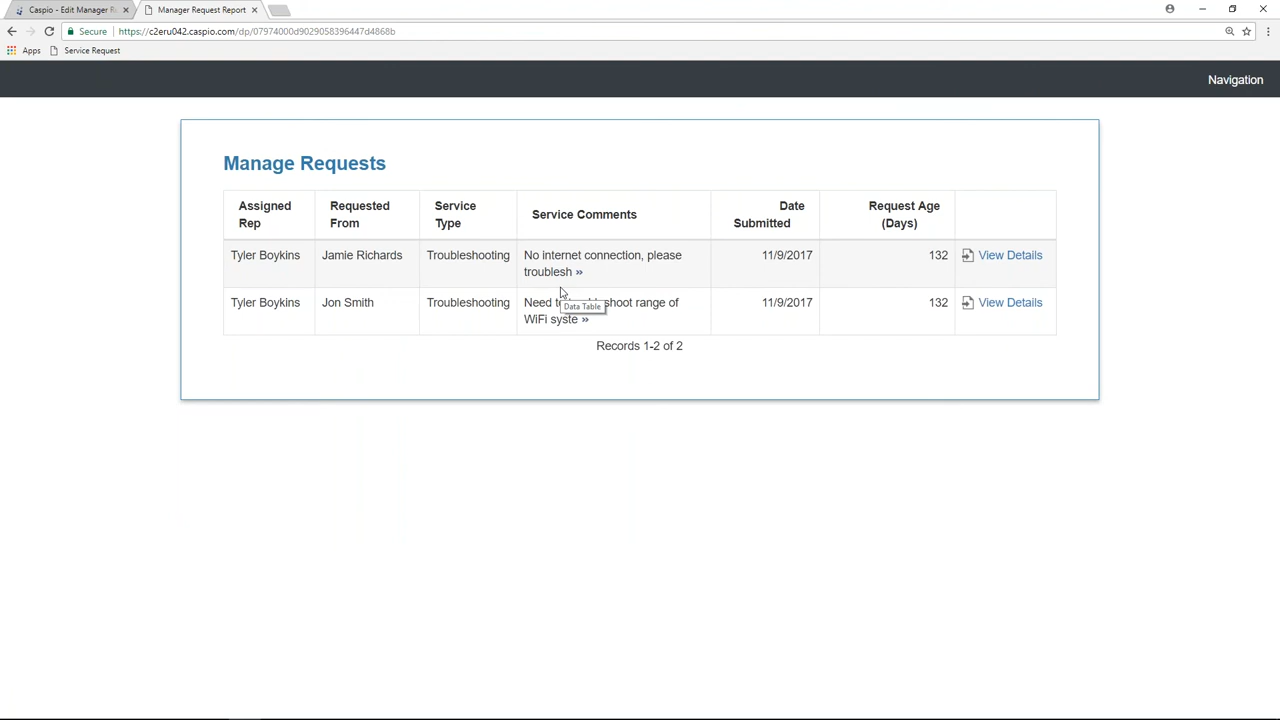 Caspio - Edit Manager R
Manager Request Report
Secure
https://c2eru042.caspio.com/dp/07974000d9029058396447d4868b
Apps
Service Request
Navigation
Manage Requests
Assigned Rep
Requested From
Service Type
Service Comments
Date Submitted
Request Age (Days)
Tyler Boykins
Jamie Richards
Troubleshooting
No internet connection, please
troublesh »
11/9/2017
132
View Details
Tyler Boykins
Jon Smith
Troubleshooting
Need shoot range of
WiFi syste »
11/9/2017
132
View Details
Data Table
Records 1-2 of 2